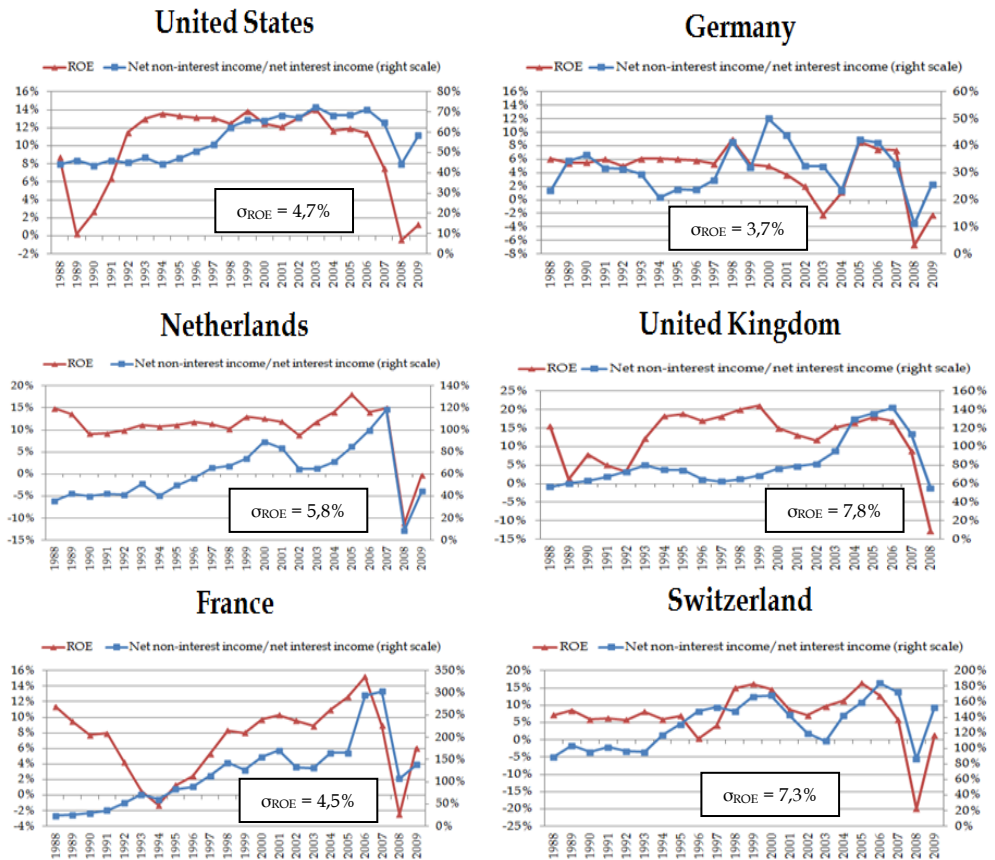 United States
ROE Net non-interest income/net interest income (right scale)
16% 14% 12% 10% 8% 6% 4% 2% 0% -2%
80% 70% 60% 50% 40% 30% 20% 10% 0%
σROE = 4,7%
1988 1989 1990 1991 1992 1993 1994 1995 1996 1997 1998 1999 2000 2001 2002 2003 2004 2005 2006 2007 2008 2009
Germany
ROE Net non-interest income/net interest income (right scale)
16% 14% 12% 10% 8% 6% 4% 2% 0% -2% -4% -6% -8%
60% 50% 40% 30% 20% 10% 0%
σROE = 3,7%
1988 1989 1990 1991 1992 1993 1994 1995 1996 1997 1998 1999 2000 2001 2002 2003 2004 2005 2006 2007 2008 2009
Netherlands
ROE Net non-interest income/net interest income (right scale)
20% 15% 10% 5% 0% -5% -10% -15%
140% 120% 100% 80% 60% 40% 20% 0%
σROE = 5,8%
1988 1989 1990 1991 1992 1993 1994 1995 1996 1997 1998 1999 2000 2001 2002 2003 2004 2005 2006 2007 2008 2009
United Kingdom
ROE Net non-interest income/net interest income (right scale)
25% 20% 15% 10% 5% 0% -5% -10% -15%
160% 140% 120% 100% 80% 60% 40% 20% 0%
σROE = 7,8%
1988 1989 1990 1991 1992 1993 1994 1995 1996 1997 1998 1999 2000 2001 2002 2003 2004 2005 2006 2007 2008
France
ROE Net non-interest income/net interest income (right scale)
16% 14% 12% 10% 8% 6% 4% 2% 0% -2% -4%
350% 300% 250% 200% 150% 100% 50% 0%
σROE = 4,5%
1988 1989 1990 1991 1992 1993 1994 1995 1996 1997 1998 1999 2000 2001 2002 2003 2004 2005 2006 2007 2008 2009
Switzerland
ROE Net non-interest income/net interest income (right scale)
20% 15% 10% 5% 0% -5% -10% -15% -20% -25%
200% 180% 160% 140% 120% 100% 80% 60% 40% 20% 0%
σROE = 7,3%
1988 1989 1990 1991 1992 1993 1994 1995 1996 1997 1998 1999 2000 2001 2002 2003 2004 2005 2006 2007 2008 2009